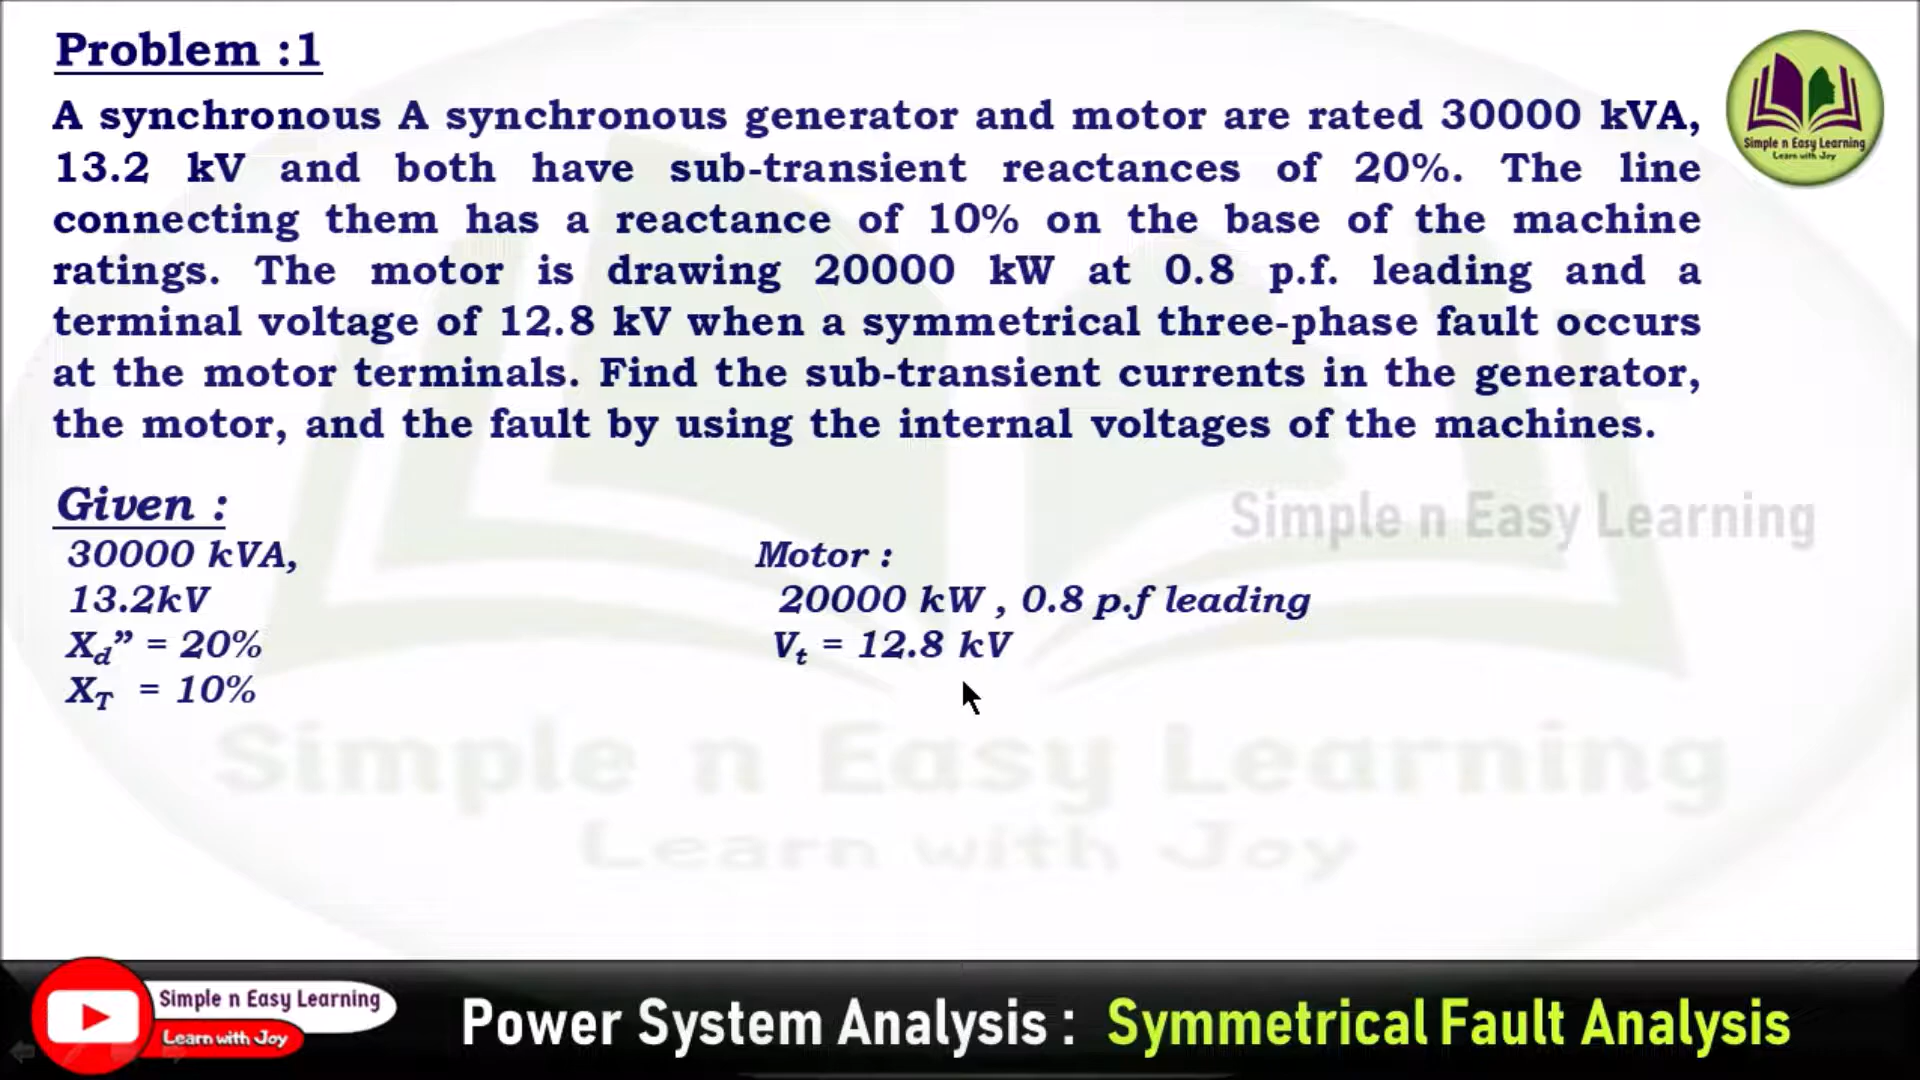 Problem :1
A synchronous A synchronous generator and motor are rated 30000 kVA,
13.2 kV and both have sub-transient reactances of 20%. The line
connecting them has a reactance of 10% on the base of the machine
ratings. The motor is drawing 20000 kW at 0.8 p.f. leading and a
terminal voltage of 12.8 kV when a symmetrical three-phase fault occurs
at the motor terminals. Find the sub-transient currents in the generator,
the motor, and the fault by using the internal voltages of the machines.
Simple n Easy Learning
Learn with Joy
Given :
30000 kVA,
13.2kV
Xd” = 20%
XT = 10%
Motor :
20000 kW , 0.8 p.f leading
Vt = 12.8 kV
Simple n Easy Learning
Simple n Easy Learning
Learn with Joy
Simple n Easy Learning
Learn with Joy
Power System Analysis : Symmetrical Fault Analysis